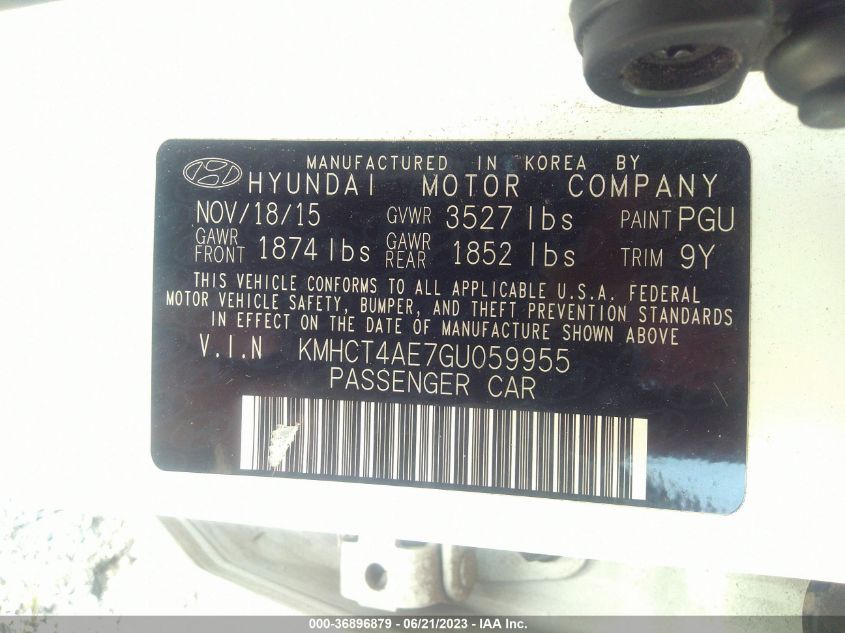 MANUFACTURED IN KOREA BY
HYUNDAI MOTOR COMPANY
NOV/18/15 GVWR 3527 lbs PAINT PGU
GAWR FRONT 1874 lbs GAWR REAR 1852 lbs TRIM 9Y
THIS VEHICLE CONFORMS TO ALL APPLICABLE U.S.A. FEDERAL
MOTOR VEHICLE SAFETY, BUMPER, AND THEFT PREVENTION STANDARDS
IN EFFECT ON THE DATE OF MANUFACTURE SHOWN ABOVE
V.I.N KMHCT4AE7GU059955
PASSENGER CAR
000-36896879 / 06/21/2023 - IAA Inc.